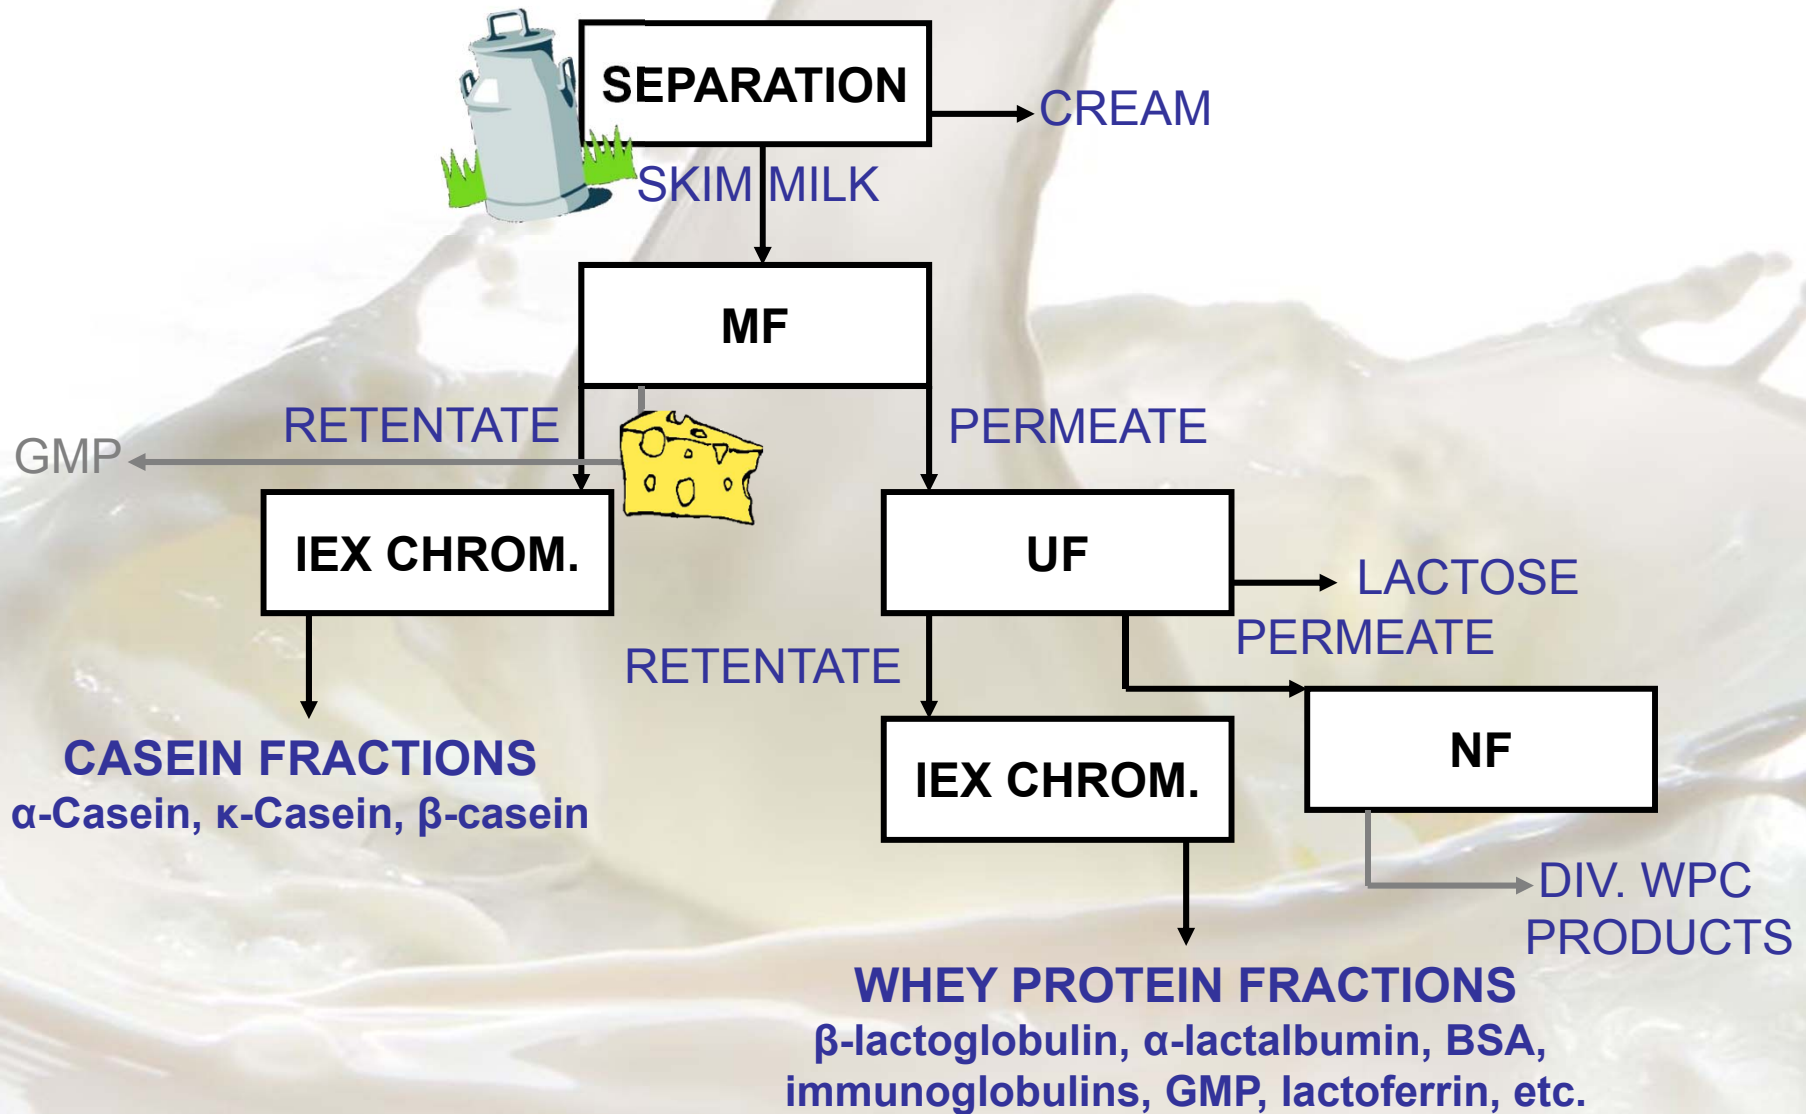 SEPARATION
CREAM
SKIM MILK
MF
RETENTATE
PERMEATE
GMP
IEX CHROM.
UF
LACTOSE
PERMEATE
RETENTATE
CASEIN FRACTIONS
α-Casein, κ-Casein, β-casein
IEX CHROM.
NF
DIV. WPC
PRODUCTS
WHEY PROTEIN FRACTIONS
β-lactoglobulin, α-lactalbumin, BSA,
immunoglobulins, GMP, lactoferrin, etc.